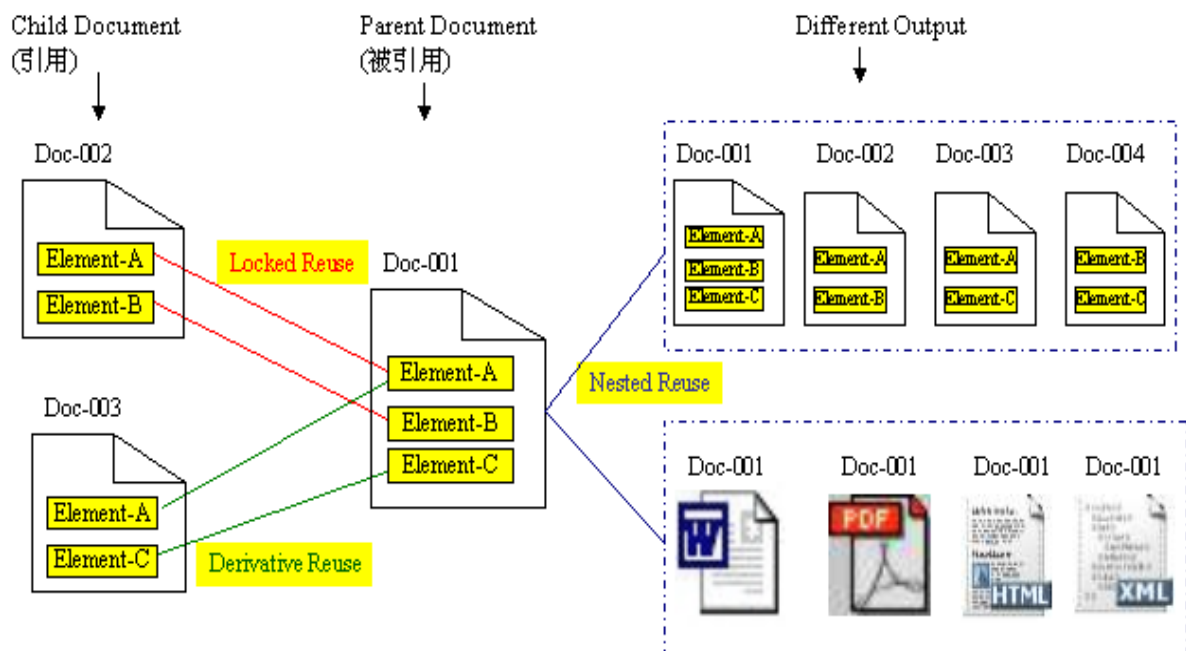 Child Document
(引用)
Parent Document
(被引用)
Different Output
Doc-002
Element-A
Element-B
Locked Reuse
Doc-001
Element-A
Element-B
Element-C
Doc-003
Element-A
Element-C
Derivative Reuse
Nested Reuse
Doc-001
Element-A
Element-B
Element-C
Doc-002
Element-A
Element-B
Doc-003
Element-A
Element-C
Doc-004
Element-B
Element-C
Doc-001
W
Doc-001
PDF
Doc-001
HTML
Doc-001
XML